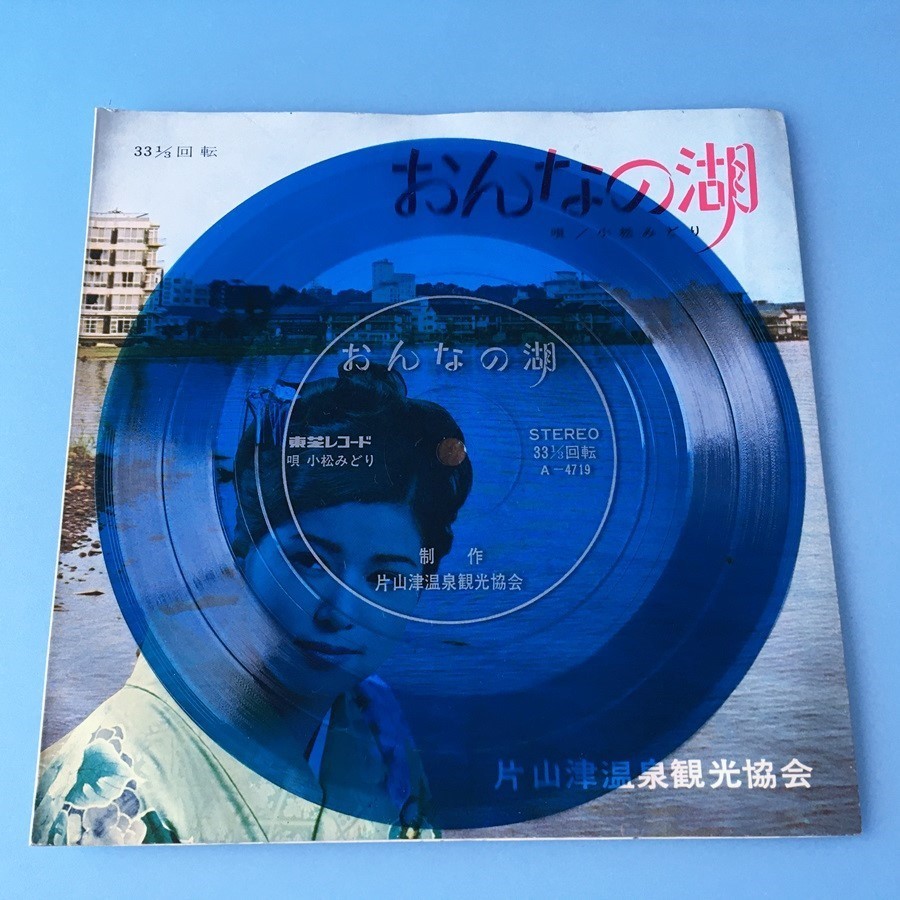 33⅓回転
おんなの湖
唄/小松みどり
おんなの湖
東芝レコード
唄 小松みどり
STEREO
33⅓回転
A-4719
制作
片山津温泉観光協会
片山津温泉観光協会